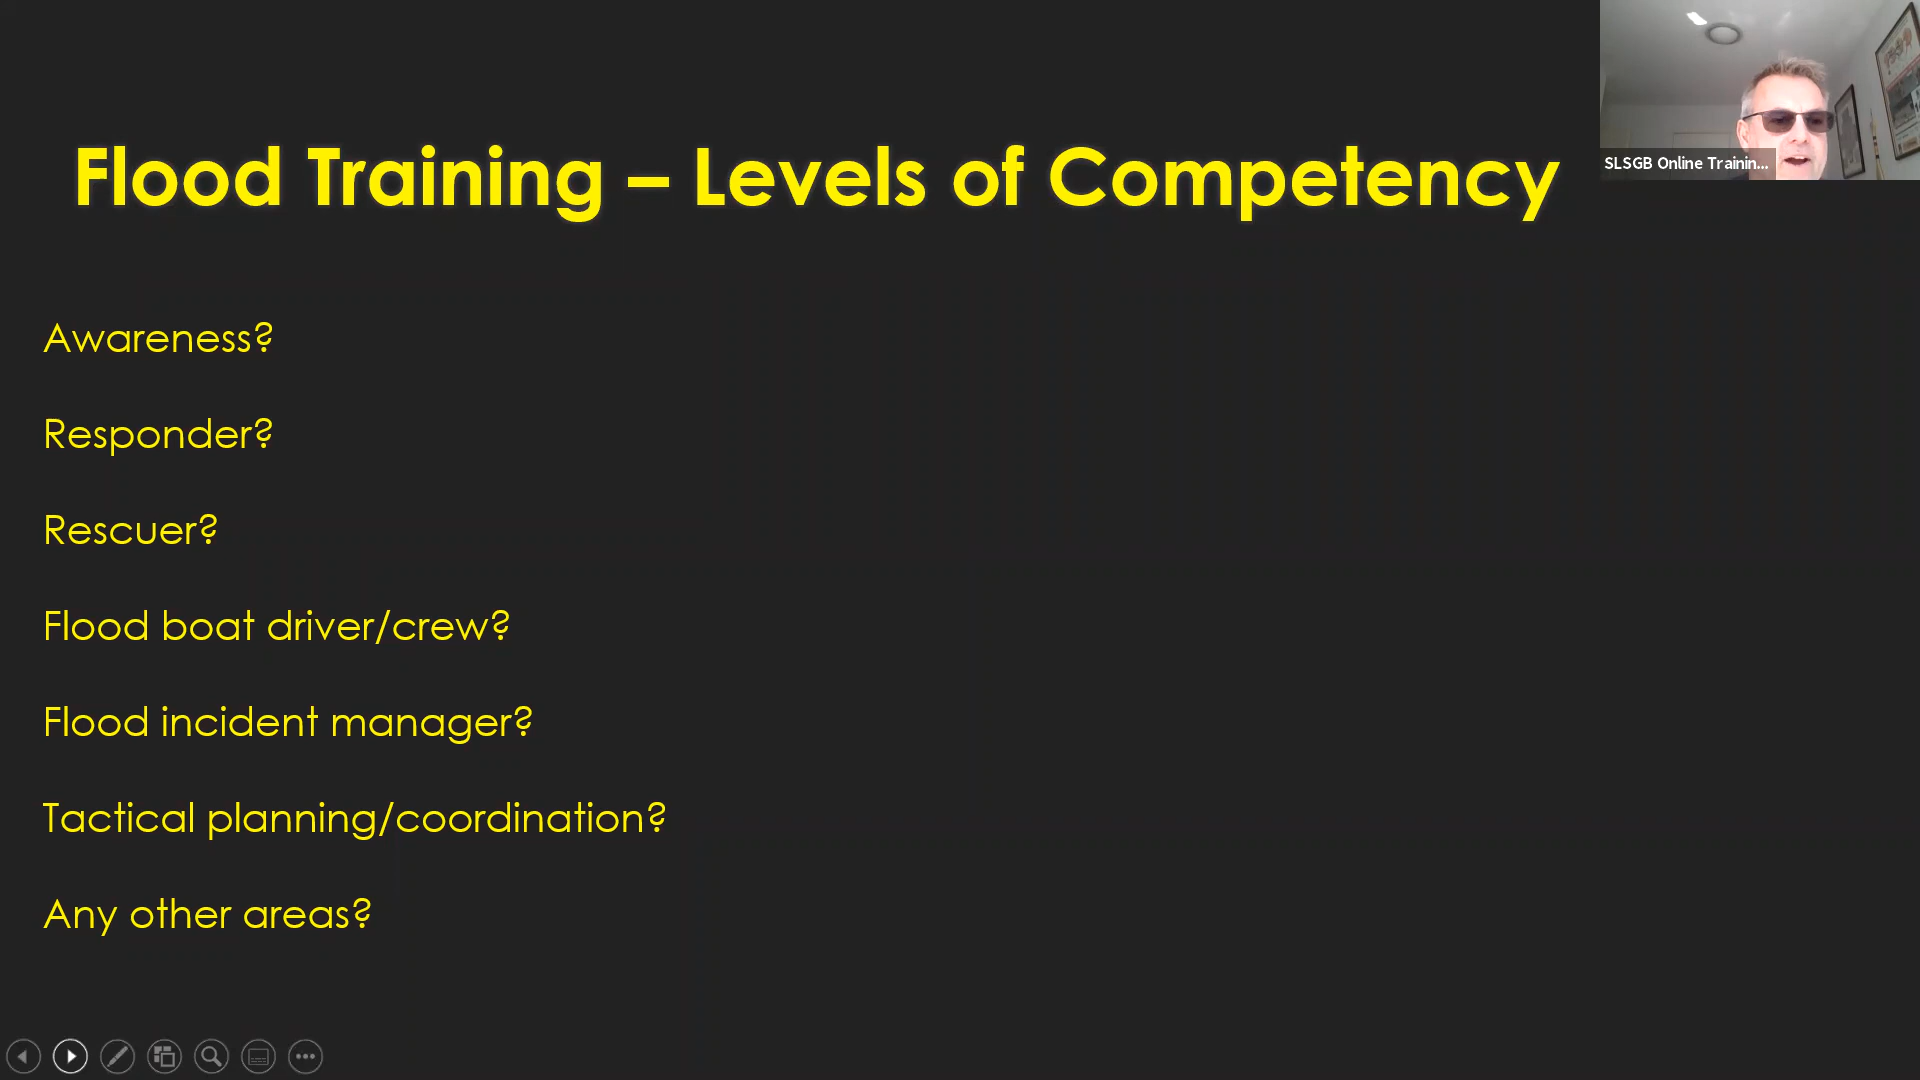 Flood Training – Levels of Competency
SLSGB Online Trainin...
Awareness?
Responder?
Rescuer?
Flood boat driver/crew?
Flood incident manager?
Tactical planning/coordination?
Any other areas?